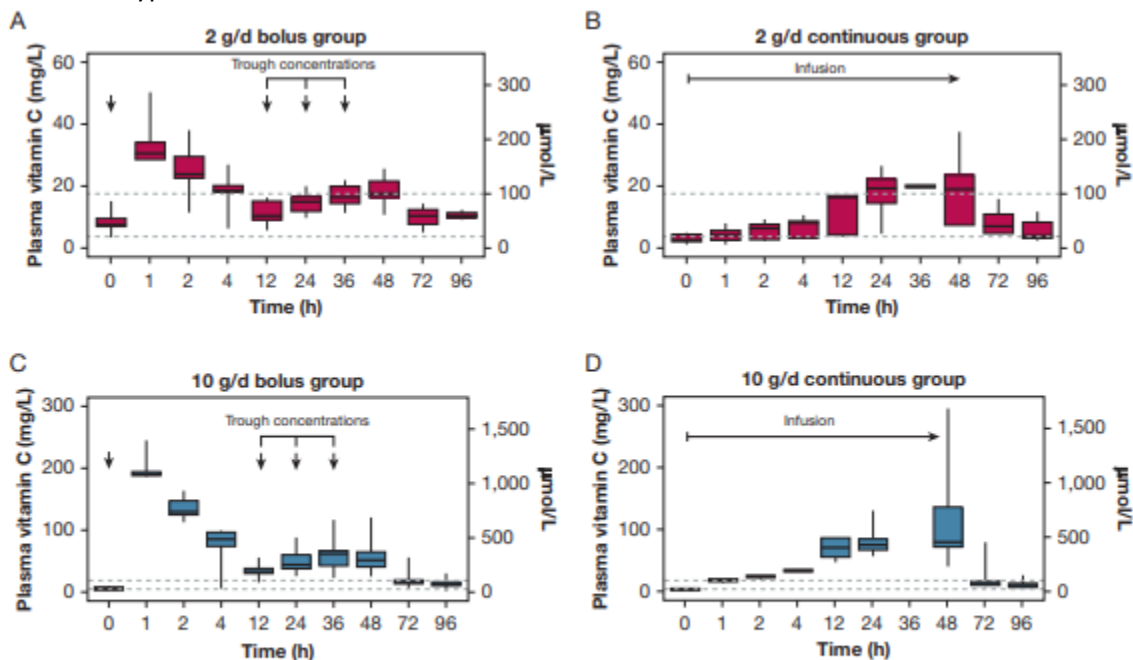 A
2 g/d bolus group
Plasma vitamin C (mg/L)
60
40
20
0
Trough concentrations
300
200
100
0
µmol/L
0 1 2 4 12 24 36 48 72 96
Time (h)
B
2 g/d continuous group
Plasma vitamin C (mg/L)
60
40
20
0
Infusion
300
200
100
0
µmol/L
0 1 2 4 12 24 36 48 72 96
Time (h)
C
10 g/d bolus group
Plasma vitamin C (mg/L)
300
200
100
0
Trough concentrations
1,500
1,000
500
0
µmol/L
0 1 2 4 12 24 36 48 72 96
Time (h)
D
10 g/d continuous group
Plasma vitamin C (mg/L)
300
200
100
0
Infusion
1,500
1,000
500
0
µmol/L
0 1 2 4 12 24 36 48 72 96
Time (h)